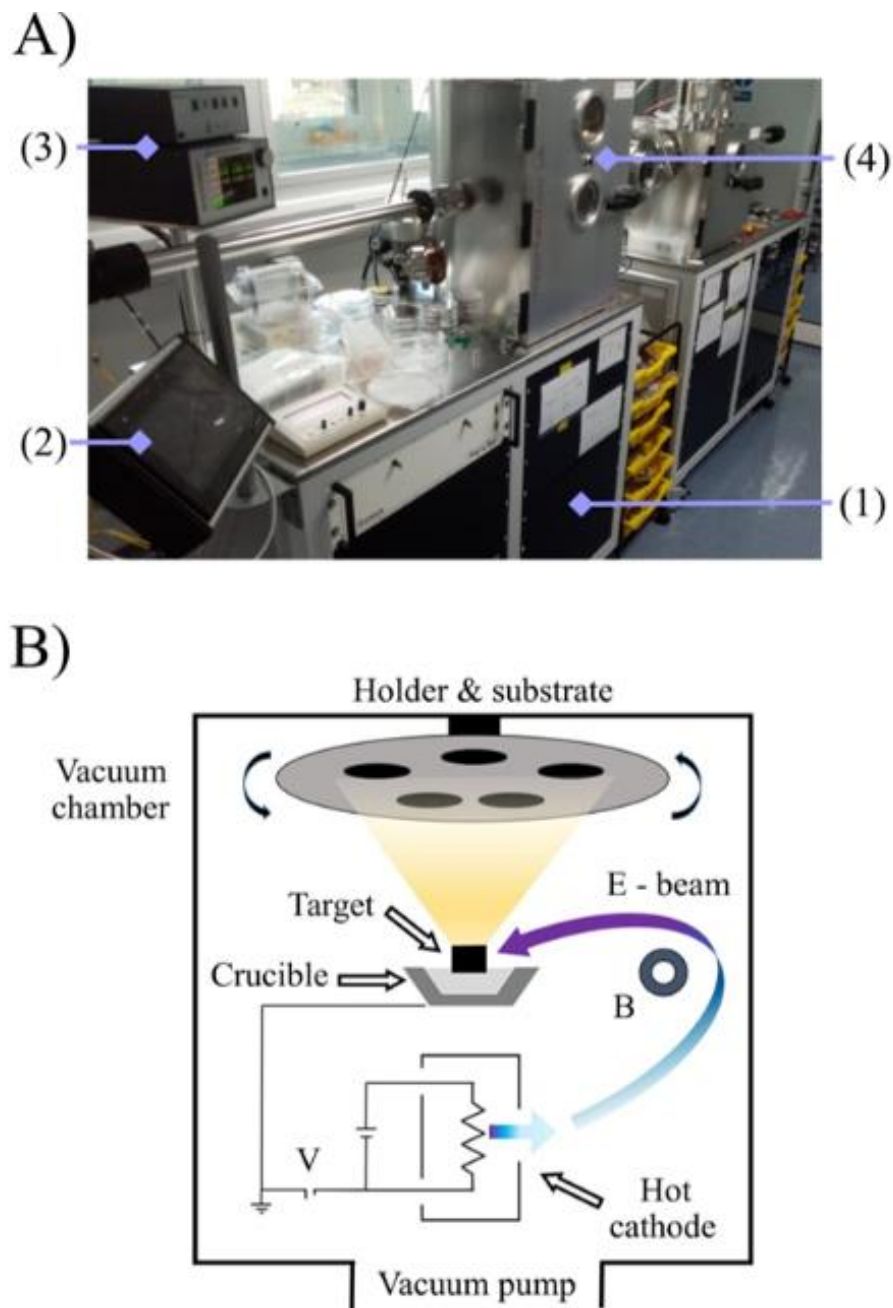 A)
(3)
(4)
(2)
(1)
B)
Holder & substrate
Vacuum
chamber
E - beam
Target
Crucible
B
V
Hot
cathode
Vacuum pump